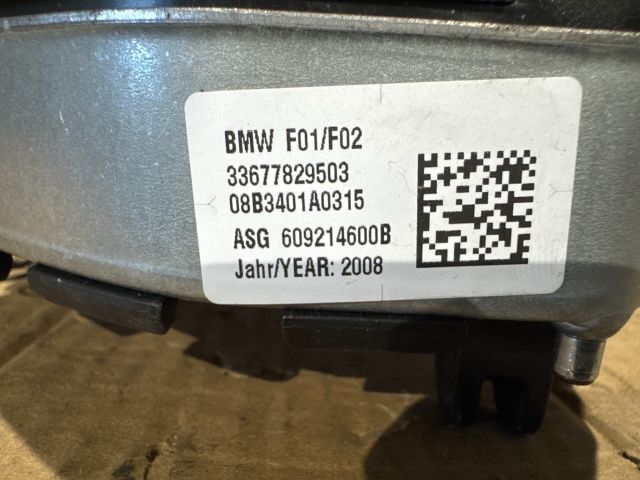 BMW F01/F02
33677829503
08B3401A0315
ASG 609214600B
Jahr/YEAR: 2008